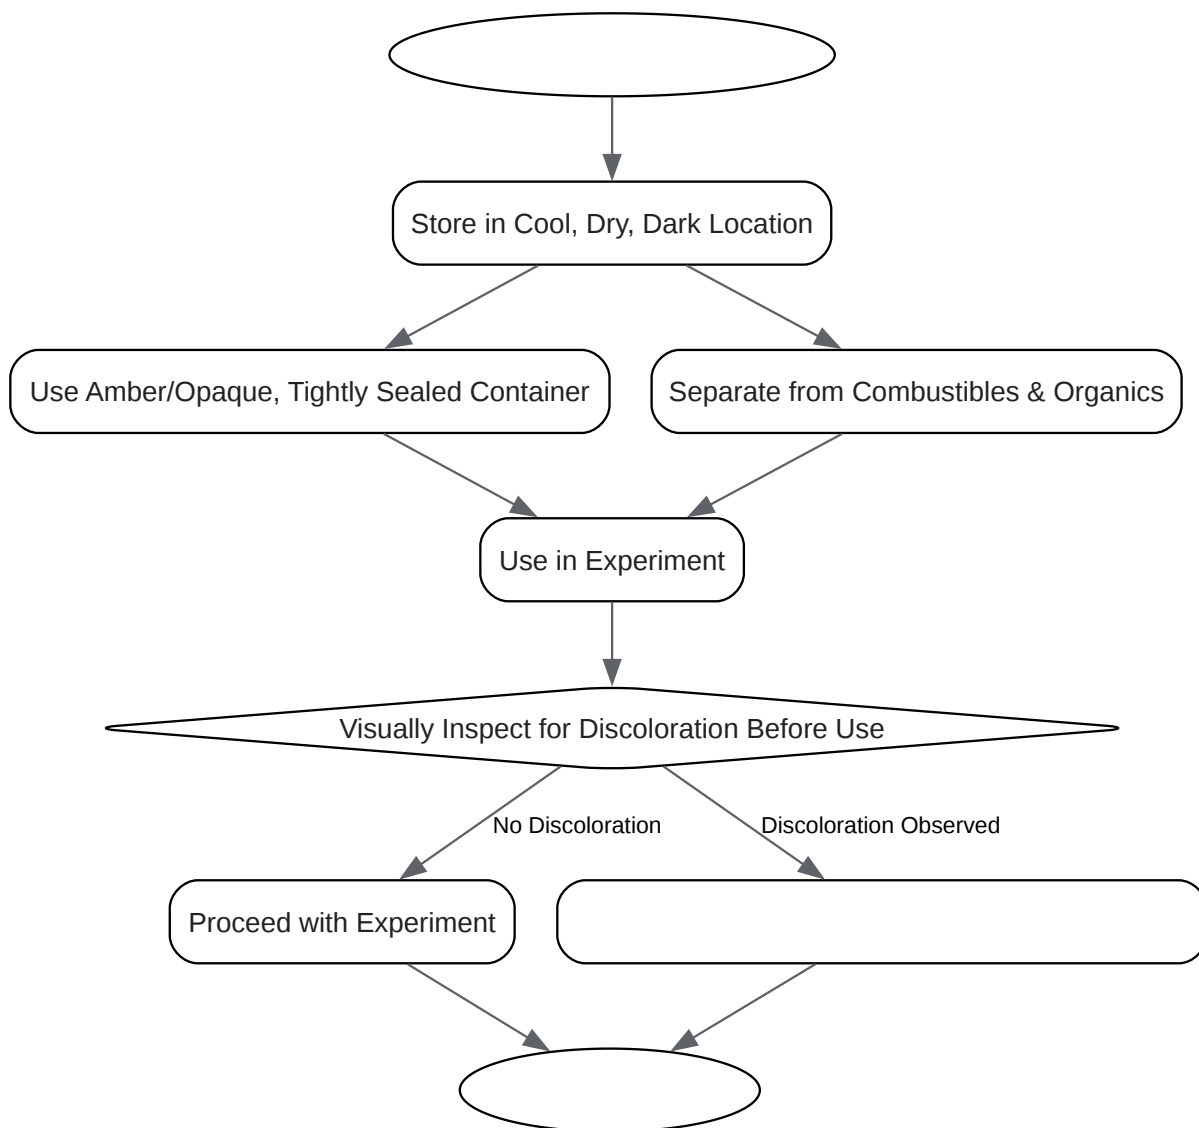 Store in Cool, Dry, Dark Location
Use Amber/Opaque, Tightly Sealed Container
Separate from Combustibles & Organics
Use in Experiment
Visually Inspect for Discoloration Before Use
No Discoloration
Discoloration Observed
Proceed with Experiment